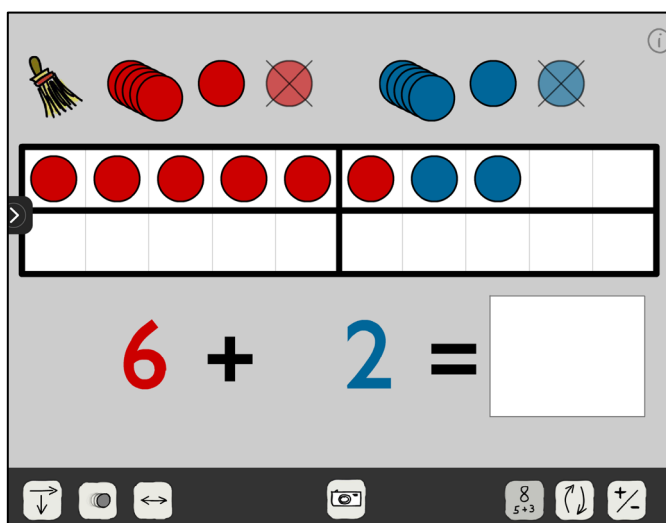 i
6 + 2 =
8
5+3
+/-